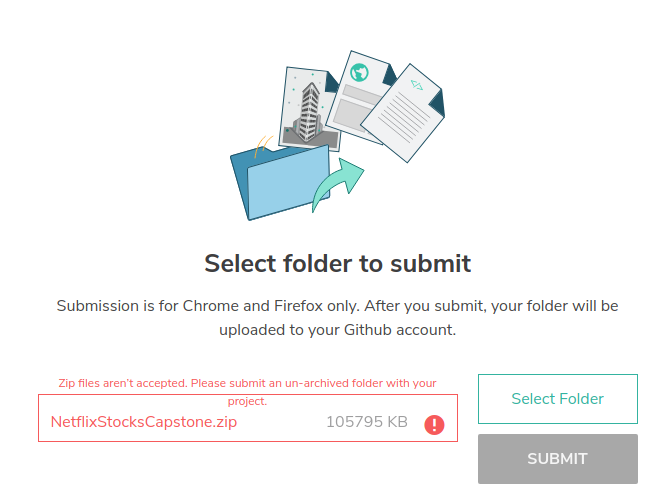 Select folder to submit
Submission is for Chrome and Firefox only. After you submit, your folder will be
uploaded to your Github account.
Zip files aren't accepted. Please submit an un-archived folder with your
project.
NetflixStocksCapstone.zip 105795 KB
Select Folder
SUBMIT